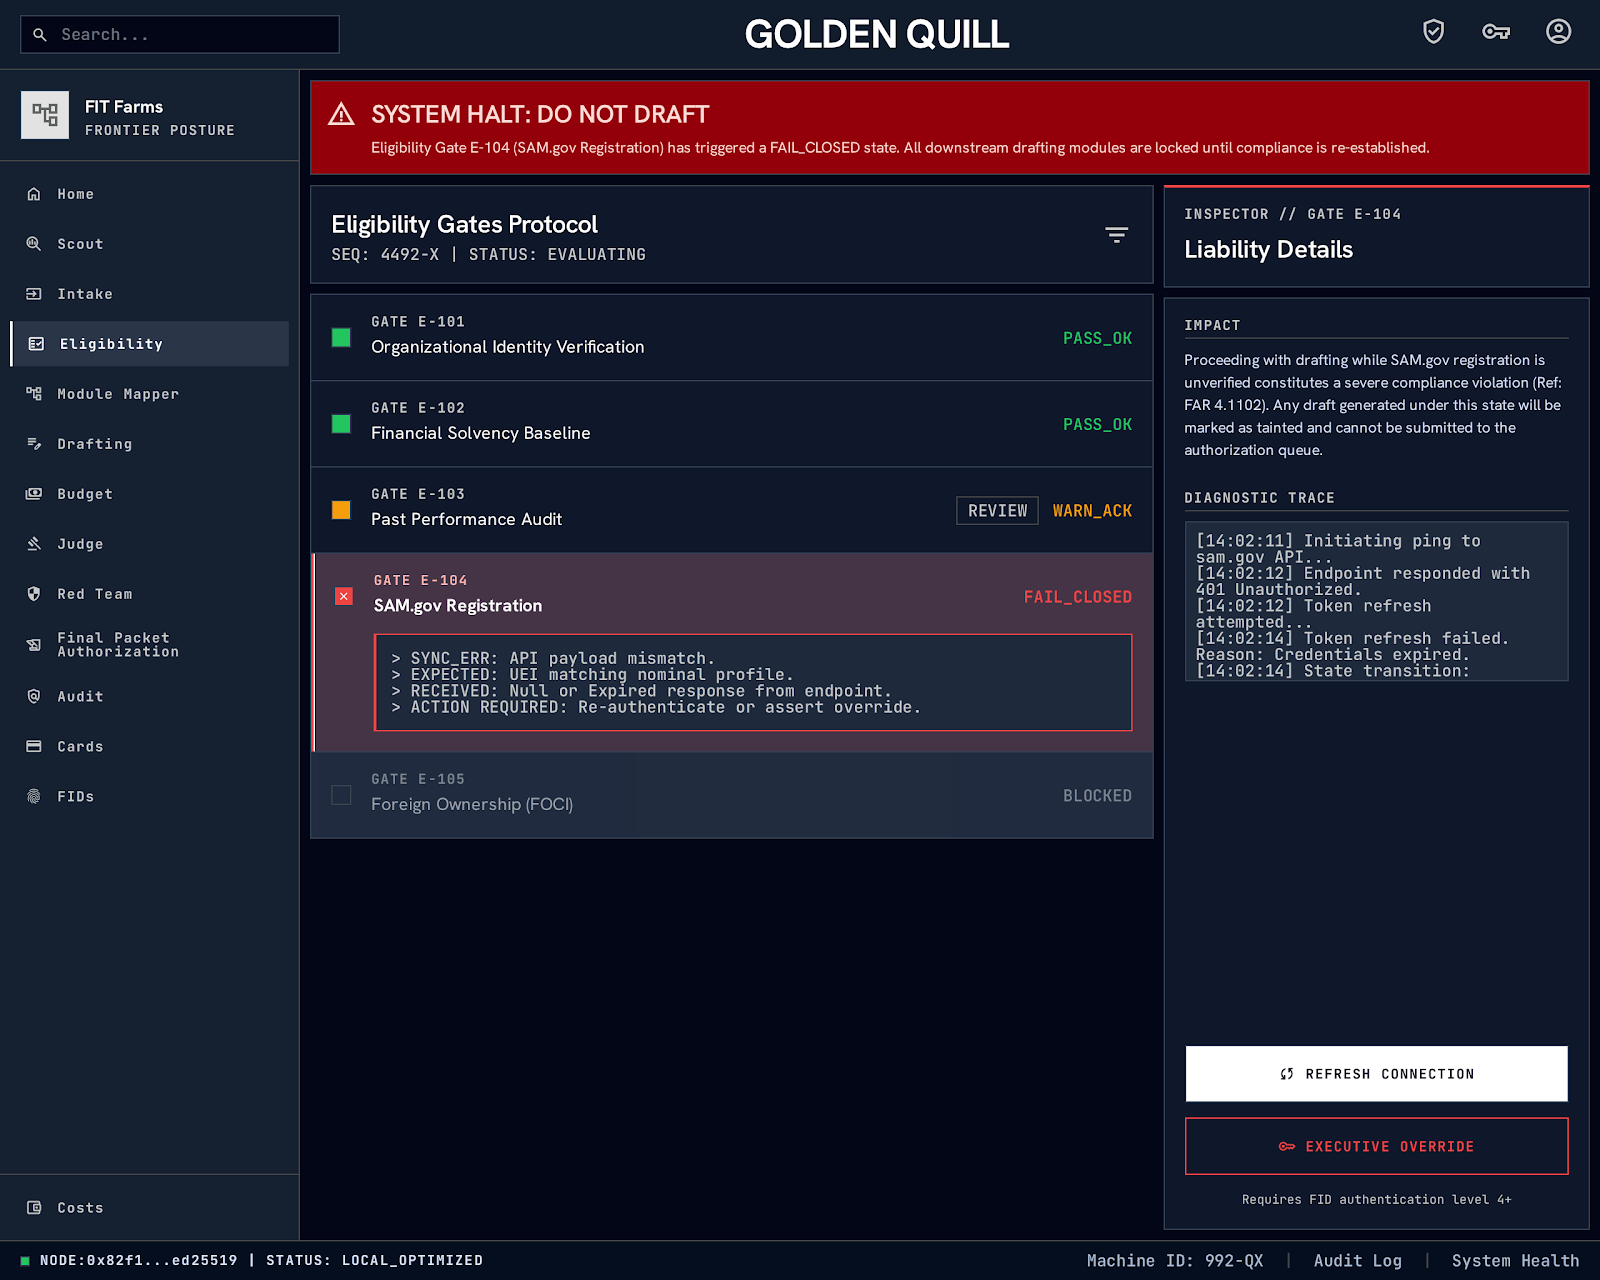 Search...
GOLDEN QUILL
FIT Farms
FRONTIER POSTURE
Home
Scout
Intake
Eligibility
Module Mapper
Drafting
Budget
Judge
Red Team
Final Packet
Authorization
Audit
Cards
FIDs
Costs
SYSTEM HALT: DO NOT DRAFT
Eligibility Gate E-104 (SAM.gov Registration) has triggered a FAIL_CLOSED state. All downstream drafting modules are locked until compliance is re-established.
Eligibility Gates Protocol
SEQ: 4492-X | STATUS: EVALUATING
GATE E-101
Organizational Identity Verification
PASS_OK
GATE E-102
Financial Solvency Baseline
PASS_OK
GATE E-103
Past Performance Audit
REVIEW
WARN_ACK
GATE E-104
SAM.gov Registration
FAIL_CLOSED
> SYNC_ERR: API payload mismatch.
> EXPECTED: UEI matching nominal profile.
> RECEIVED: Null or Expired response from endpoint.
> ACTION REQUIRED: Re-authenticate or assert override.
GATE E-105
Foreign Ownership (FOCI)
BLOCKED
INSPECTOR // GATE E-104
Liability Details
IMPACT
Proceeding with drafting while SAM.gov registration is
unverified constitutes a severe compliance violation (Ref:
FAR 4.1102). Any draft generated under this state will be
marked as tainted and cannot be submitted to the
authorization queue.
DIAGNOSTIC TRACE
[14:02:11] Initiating ping to
sam.gov API...
[14:02:12] Endpoint responded with
401 Unauthorized.
[14:02:12] Token refresh
attempted...
[14:02:14] Token refresh failed.
Reason: Credentials expired.
[14:02:14] State transition:
REFRESH CONNECTION
EXECUTIVE OVERRIDE
Requires FID authentication level 4+
NODE:0x82f1...ed25519 | STATUS: LOCAL_OPTIMIZED
Machine ID: 992-QX | Audit Log | System Health